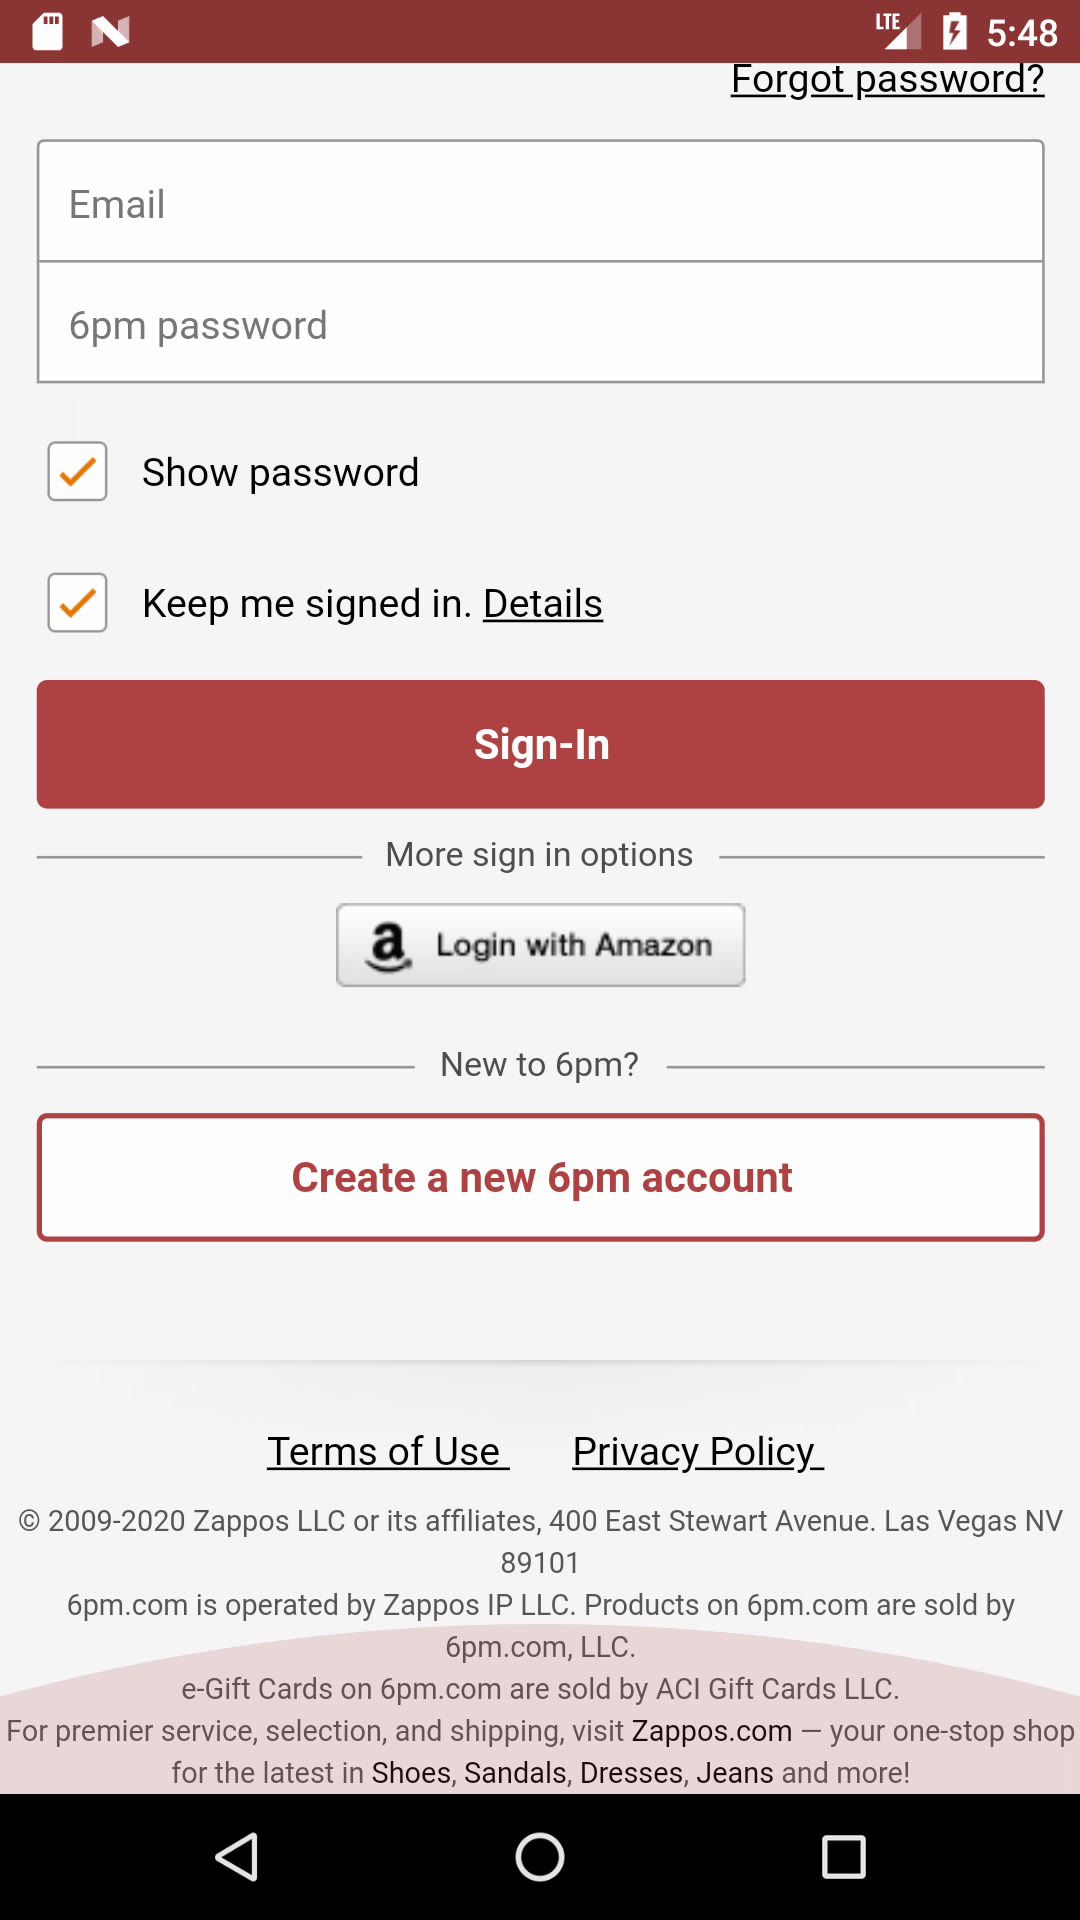 LTE 5:48
Forgot password?
Email
6pm password
Show password
Keep me signed in. Details
Sign-In
More sign in options
a Login with Amazon
New to 6pm?
Create a new 6pm account
Terms of Use Privacy Policy
© 2009-2020 Zappos LLC or its affiliates, 400 East Stewart Avenue. Las Vegas NV
89101
6pm.com is operated by Zappos IP LLC. Products on 6pm.com are sold by
6pm.com, LLC.
e-Gift Cards on 6pm.com are sold by ACI Gift Cards LLC.
For premier service, selection, and shipping, visit Zappos.com — your one-stop shop
for the latest in Shoes, Sandals, Dresses, Jeans and more!